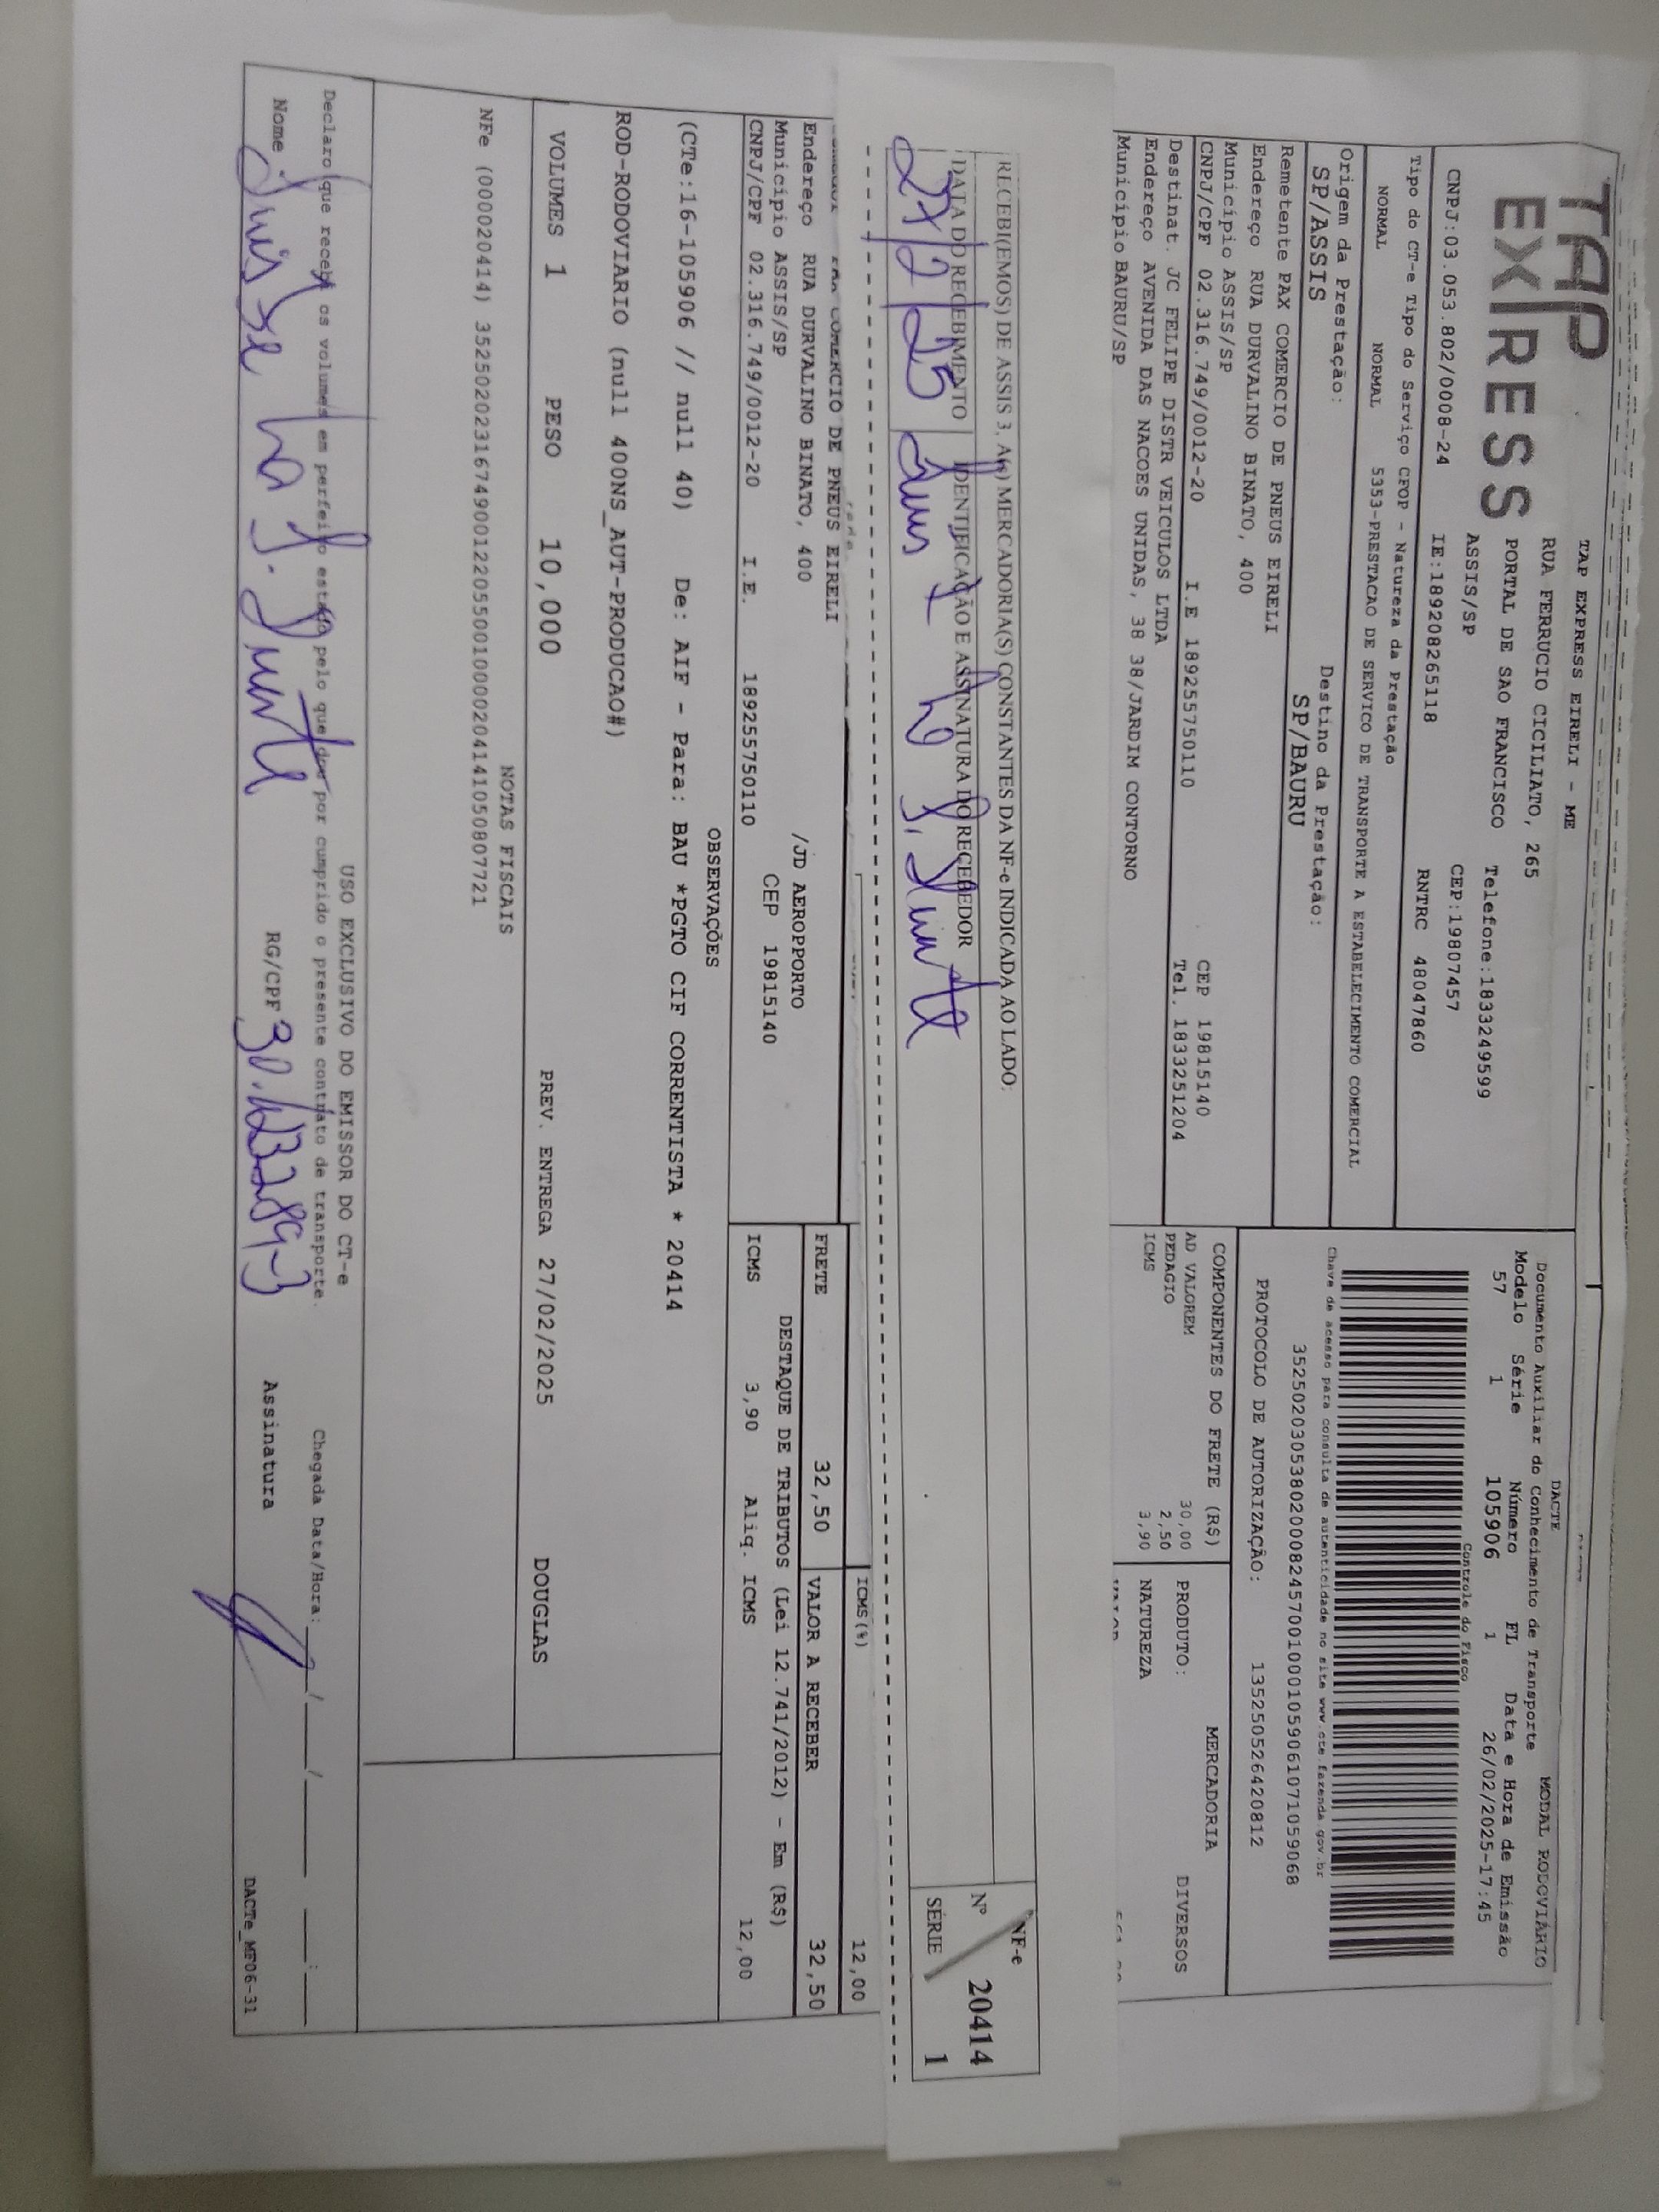 TAP
EXPRESS
TAP EXPRESS EIRELI - ME
RUA FERRUCIO CICILIATO, 265
PORTAL DE SAO FRANCISCO Telefone:1833249599
ASSIS/SP CEP:19807457
CNPJ:03.053.802/0008-24 IE:189208265118 RNTRC 48047860
Tipo do CT-e Tipo do Serviço CFOP - Natureza da Prestação
NORMAL NORMAL 5353-PRESTACAO DE SERVICO DE TRANSPORTE A ESTABELECIMENTO COMERCIAL
Origem da Prestação: Destino da Prestação:
SP/ASSIS SP/BAURU
Remetente PAX COMERCIO DE PNEUS EIRELI
Endereço RUA DURVALINO BINATO, 400
Município ASSIS/SP CEP 19815140
CNPJ/CPF 02.316.749/0012-20 I.E 189255750110 Tel. 1833251204
Destinat. JC FELIPE DISTR VEICULOS LTDA
Endereço AVENIDA DAS NACOES UNIDAS, 38 38/JARDIM CONTORNO
Município BAURU/SP
DACTE MODAL RODOVIÁRIO
Documento Auxiliar do Conhecimento de Transporte
Modelo Série Número FL Data e Hora de Emissão
57 1 105906 1 26/02/2025-17:45
Controle do Fisco
Chave de acesso para consulta de autenticidade no site www.cte.fazenda.gov.br
35250203053802000824570010001059061071059068
PROTOCOLO DE AUTORIZAÇÃO: 135250526420812
COMPONENTES DO FRETE (R$) MERCADORIA
AD VALOREM 30,00
PEDAGIO 2,50
ICMS 3,90
PRODUTO: DIVERSOS
NATUREZA
RECEBI(EMOS) DE ASSIS 3, A(s) MERCADORIA(S) CONSTANTES DA NF-e INDICADA AO LADO:
DATA DO RECEBIMENTO IDENTIFICAÇÃO E ASSINATURA DO RECEBEDOR
27/2/25
NF-e
Nº 20414
SÉRIE 1
COMERCIO DE PNEUS EIRELI
Endereço RUA DURVALINO BINATO, 400 /JD AEROPPORTO
Município ASSIS/SP CEP 19815140
CNPJ/CPF 02.316.749/0012-20 I.E. 189255750110
ICMS(%) 12,00
FRETE 32,50 VALOR A RECEBER 32,50
DESTAQUE DE TRIBUTOS (Lei 12.741/2012) - Em (R$)
ICMS 3,90 Aliq. ICMS 12,00
OBSERVAÇÕES
(CTe:16-105906 // null 40) De: AIF - Para: BAU *PGTO CIF CORRENTISTA * 20414
ROD-RODOVIARIO (null 400NS_AUT-PRODUCAO#)
VOLUMES 1 PESO 10,000 PREV. ENTREGA 27/02/2025 DOUGLAS
NOTAS FISCAIS
NFe (000020414) 35250202316749001220550010000204141050807721
USO EXCLUSIVO DO EMISSOR DO CT-e
Declaro que recebi os volumes em perfeito estado pelo que dou por cumprido o presente contrato de transporte. Chegada Data/Hora: / / :
Nome RG/CPF Assinatura
DACTe_MF06-31